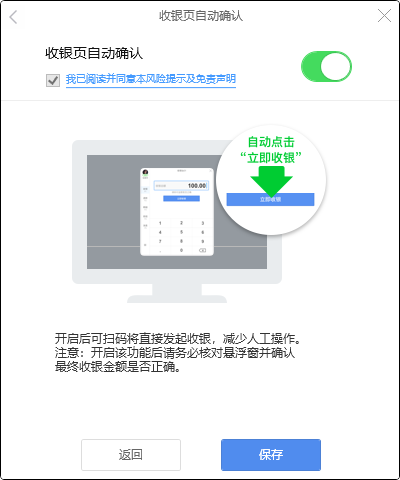 收银页自动确认
收银页自动确认
我已阅读并同意本风险提示及免责声明
自动点击
“立即收银”
立即收银
100.00
1 2 3
4 5 6
7 8 9
0
开启后可扫码将直接发起收银，减少人工操作。
注意：开启该功能后请务必核对悬浮窗并确认
最终收银金额是否正确。
返回
保存